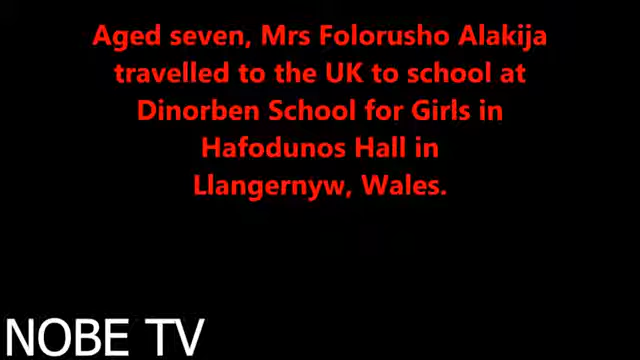 Aged seven, Mrs Folorusho Alakija
travelled to the UK to school at
Dinorben School for Girls in
Hafodunos Hall in
Llangernyw, Wales.
NOBE TV